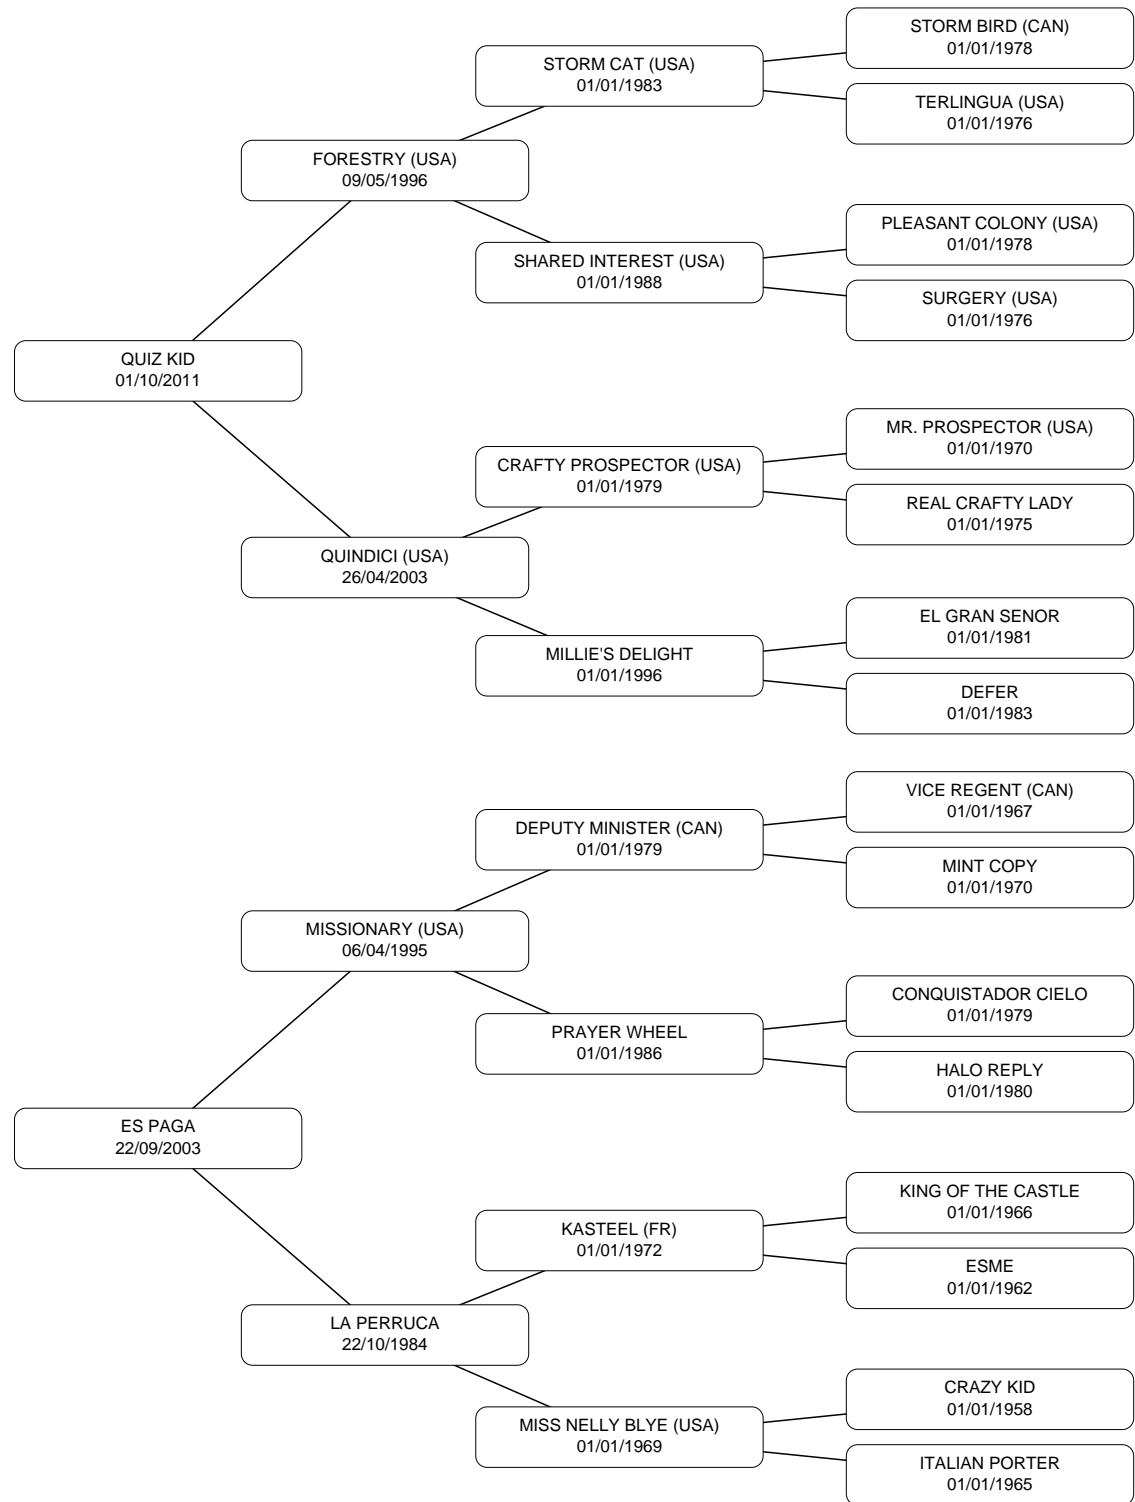 STORM BIRD (CAN)
01/01/1978
STORM CAT (USA)
01/01/1983
TERLINGUA (USA)
01/01/1976
FORESTRY (USA)
09/05/1996
PLEASANT COLONY (USA)
01/01/1978
SHARED INTEREST (USA)
01/01/1988
SURGERY (USA)
01/01/1976
QUIZ KID
01/10/2011
MR. PROSPECTOR (USA)
01/01/1970
CRAFTY PROSPECTOR (USA)
01/01/1979
REAL CRAFTY LADY
01/01/1975
QUINDICI (USA)
26/04/2003
EL GRAN SENOR
01/01/1981
MILLIE'S DELIGHT
01/01/1996
DEFER
01/01/1983
VICE REGENT (CAN)
01/01/1967
DEPUTY MINISTER (CAN)
01/01/1979
MINT COPY
01/01/1970
MISSIONARY (USA)
06/04/1995
CONQUISTADOR CIELO
01/01/1979
PRAYER WHEEL
01/01/1986
HALO REPLY
01/01/1980
ES PAGA
22/09/2003
KING OF THE CASTLE
01/01/1966
KASTEEL (FR)
01/01/1972
ESME
01/01/1962
LA PERRUCA
22/10/1984
CRAZY KID
01/01/1958
MISS NELLY BLYE (USA)
01/01/1969
ITALIAN PORTER
01/01/1965